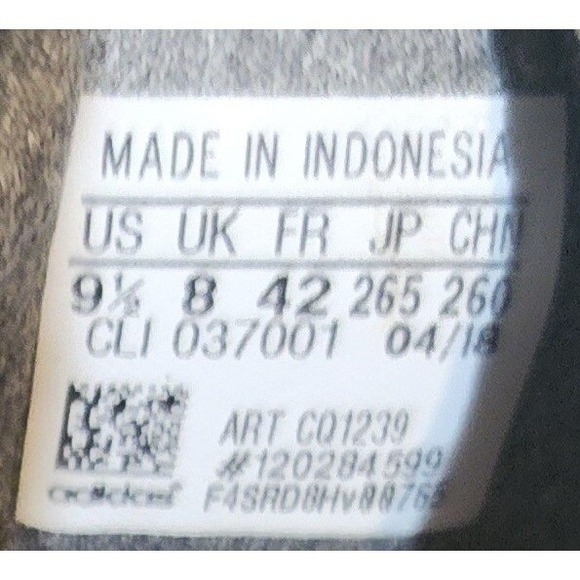 MADE IN INDONESIA
US UK FR JP CHN
9½ 8 42 265 260
CLI 037001 04/18
ART CQ1239
#120284599
adidas